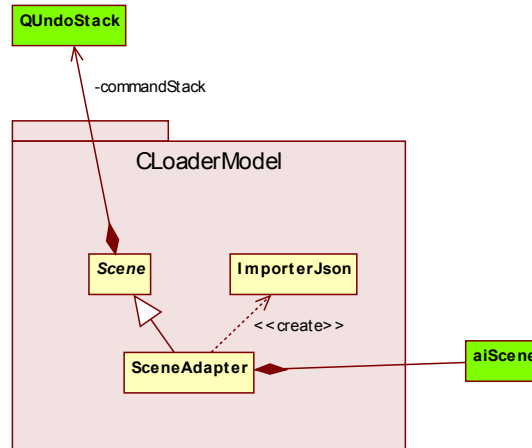 QUndoStack
-commandStack
CLoaderModel
Scene
ImporterJson
<<create>>
SceneAdapter
aiScene